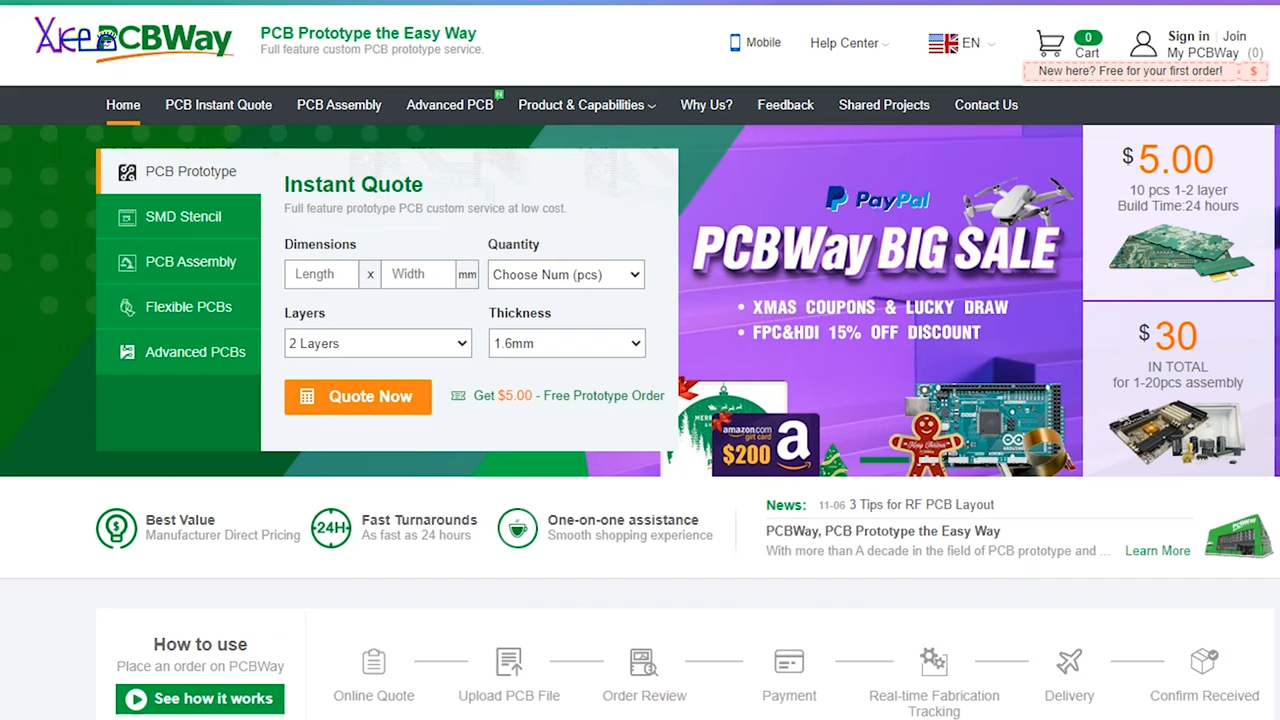 PCBWay
PCB Prototype the Easy Way
Full feature custom PCB prototype service.
Mobile
Help Center
EN
0
Cart
Sign in
Join
My PCBWay (0)
New here? Free for your first order!
$
Home
PCB Instant Quote
PCB Assembly
Advanced PCB
N
Product & Capabilities
Why Us?
Feedback
Shared Projects
Contact Us
PCB Prototype
SMD Stencil
PCB Assembly
Flexible PCBs
Advanced PCBs
Instant Quote
Full feature prototype PCB custom service at low cost.
Dimensions
Quantity
Length
x
Width
mm
Choose Num (pcs)
Layers
Thickness
2 Layers
1.6mm
Quote Now
Get $5.00 - Free Prototype Order
PayPal
PCBWay BIG SALE
• XMAS COUPONS & LUCKY DRAW
• FPC&HDI 15% OFF DISCOUNT
amazon.com
gift card
$200
a
$ 5.00
10 pcs 1-2 layer
Build Time:24 hours
$ 30
IN TOTAL
for 1-20pcs assembly
Best Value
Manufacturer Direct Pricing
24H
Fast Turnarounds
As fast as 24 hours
One-on-one assistance
Smooth shopping experience
News:
11-06 3 Tips for RF PCB Layout
PCBWay, PCB Prototype the Easy Way
With more than A decade in the field of PCB prototype and ...
Learn More
How to use
Place an order on PCBWay
See how it works
Online Quote
Upload PCB File
Order Review
Payment
Real-time Fabrication
Tracking
Delivery
Confirm Received